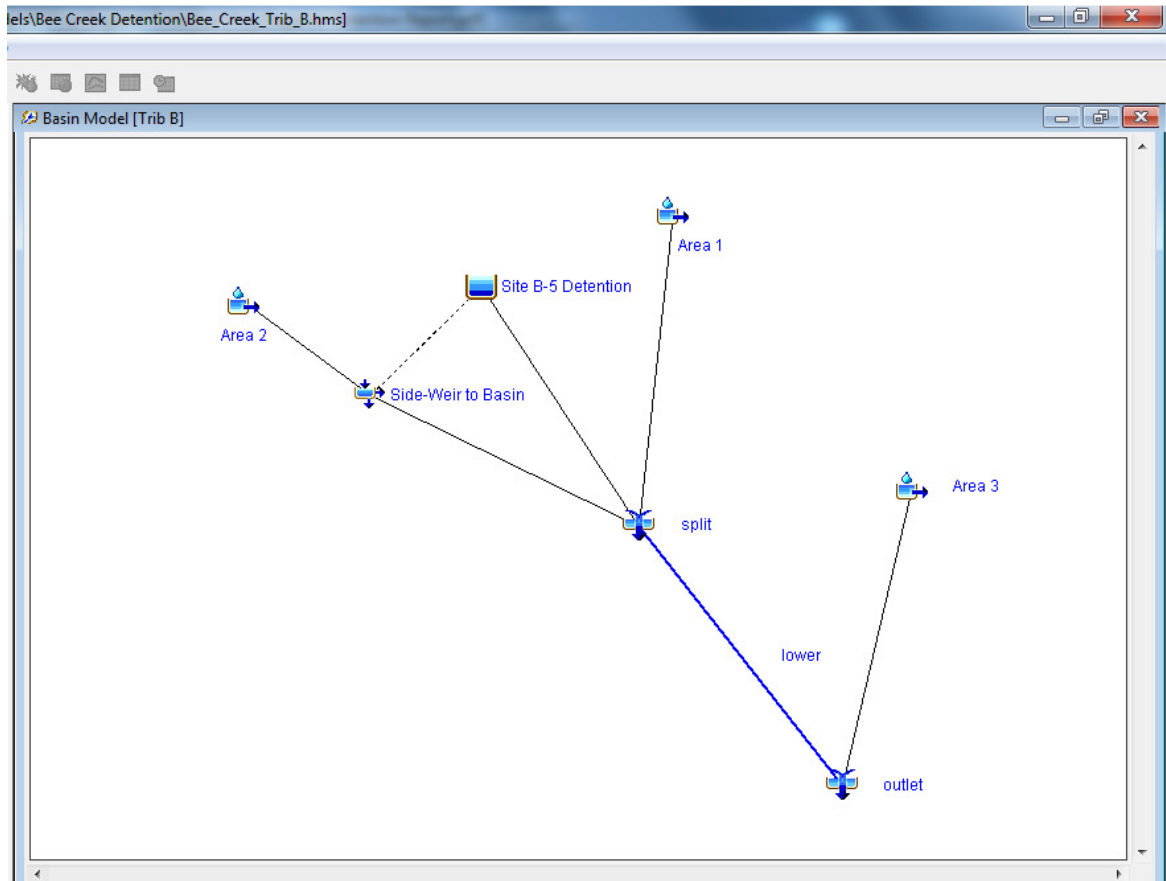 els\Bee Creek Detention\Bee_Creek_Trib_B.hms]
Basin Model [Trib B]
Area 1
Site B-5 Detention
Area 2
Side-Weir to Basin
Area 3
split
lower
outlet